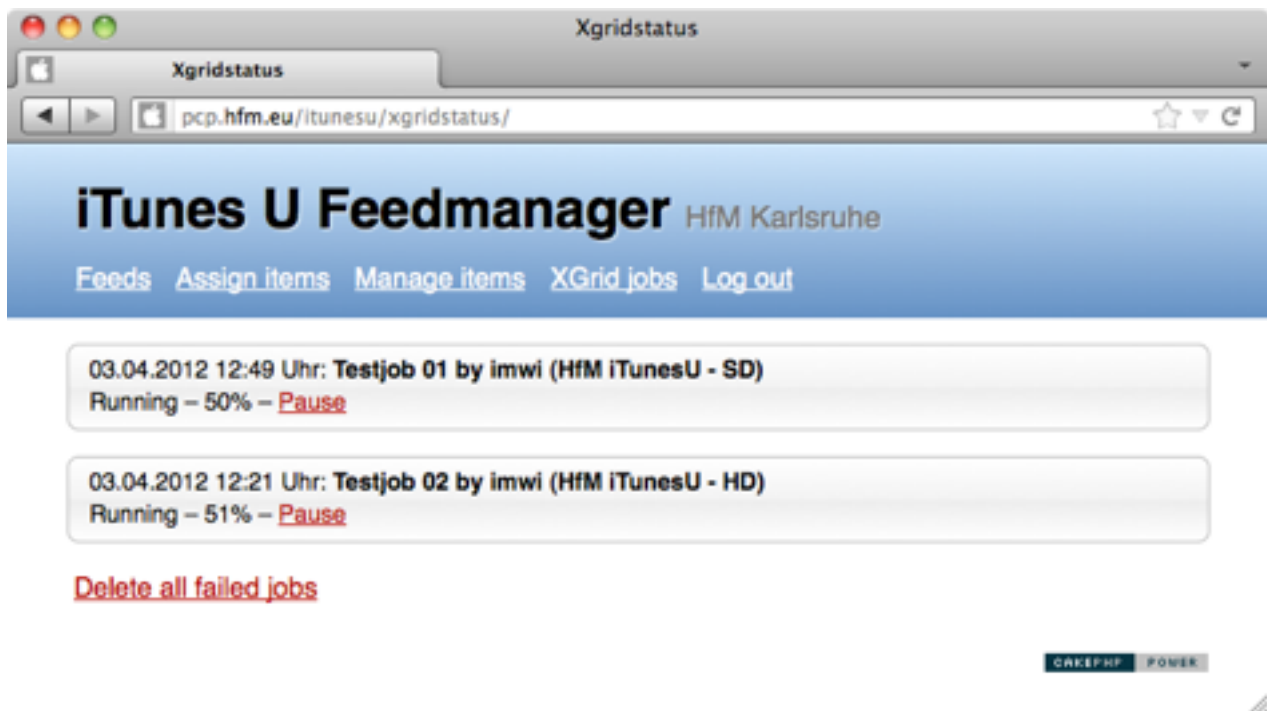 Xgridstatus
Xgridstatus
pcp.hfm.eu/itunesu/xgridstatus/
iTunes U Feedmanager HfM Karlsruhe
Feeds Assign items Manage items XGrid jobs Log out
03.04.2012 12:49 Uhr: Testjob 01 by imwi (HfM iTunesU - SD)
Running – 50% – Pause
03.04.2012 12:21 Uhr: Testjob 02 by imwi (HfM iTunesU - HD)
Running – 51% – Pause
Delete all failed jobs
CAKEPHP POWER